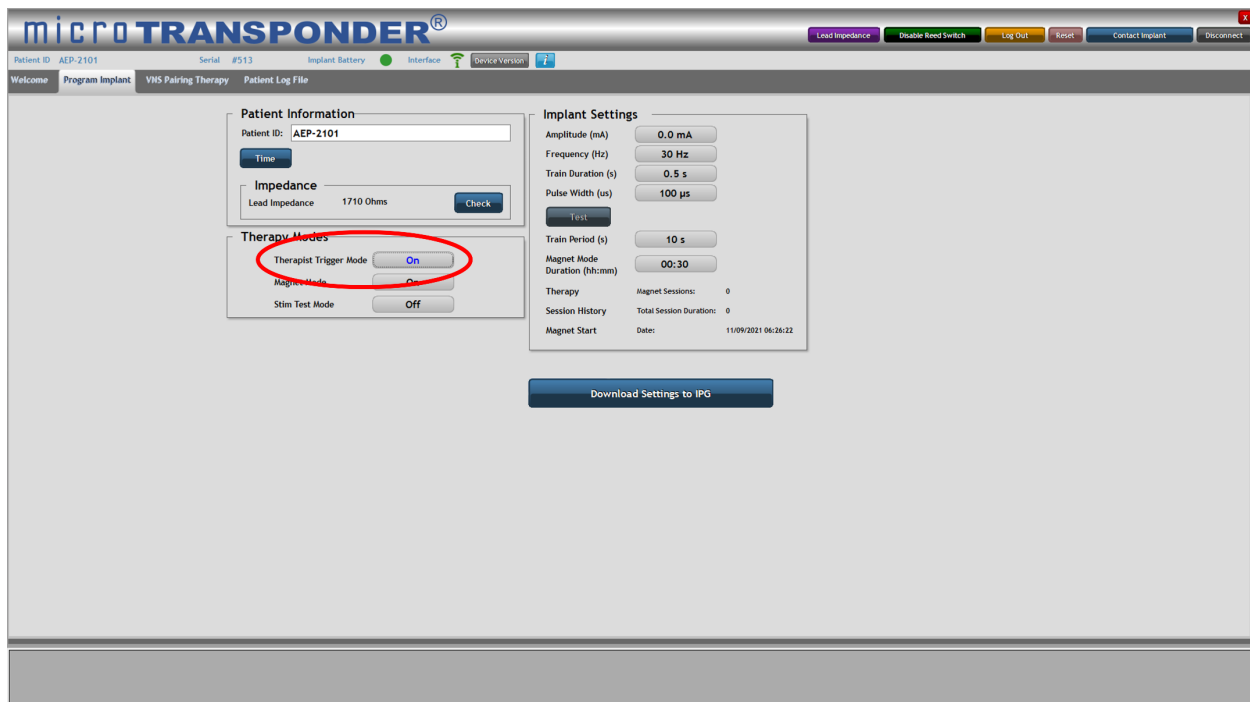 microTRANSPONDER®
X
Lead Impedance Disable Reed Switch Log Out Reset Contact Implant Disconnect
Patient ID AEP-2101 Serial #513 Implant Battery Interface Device Version i
Welcome Program Implant VNS Pairing Therapy Patient Log File
Patient Information
Patient ID: AEP-2101
Time
Impedance
Lead Impedance 1710 Ohms Check
Therapy Modes
Therapist Trigger Mode On
Magnet Mode On
Stim Test Mode Off
Implant Settings
Amplitude (mA) 0.0 mA
Frequency (Hz) 30 Hz
Train Duration (s) 0.5 s
Pulse Width (us) 100 µs
Test
Train Period (s) 10 s
Magnet Mode
Duration (hh:mm) 00:30
Therapy Magnet Sessions: 0
Session History Total Session Duration: 0
Magnet Start Date: 11/09/2021 06:26:22
Download Settings to IPG